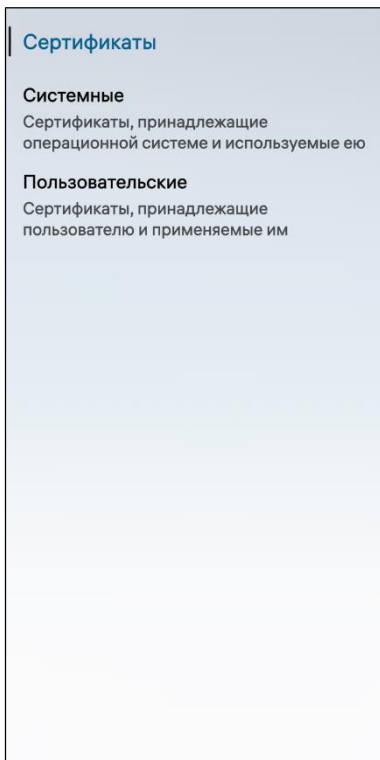 Сертификаты
Системные
Сертификаты, принадлежащие
операционной системе и используемые ею
Пользовательские
Сертификаты, принадлежащие
пользователю и применяемые им